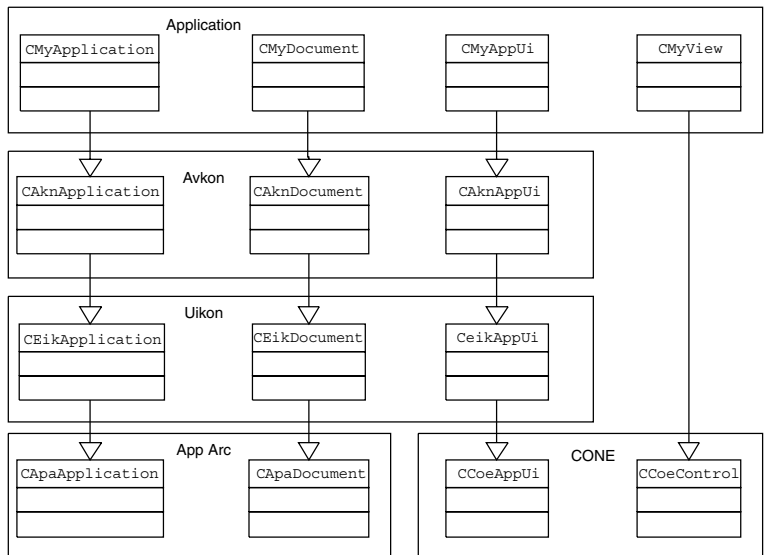 Application
CMyApplication
CMyDocument
CMyAppUi
CMyView
Avkon
CAknApplication
CAknDocument
CAknAppUi
Uikon
CEikApplication
CEikDocument
CeikAppUi
App Arc
CONE
CApaApplication
CApaDocument
CCoeAppUi
CCoeControl